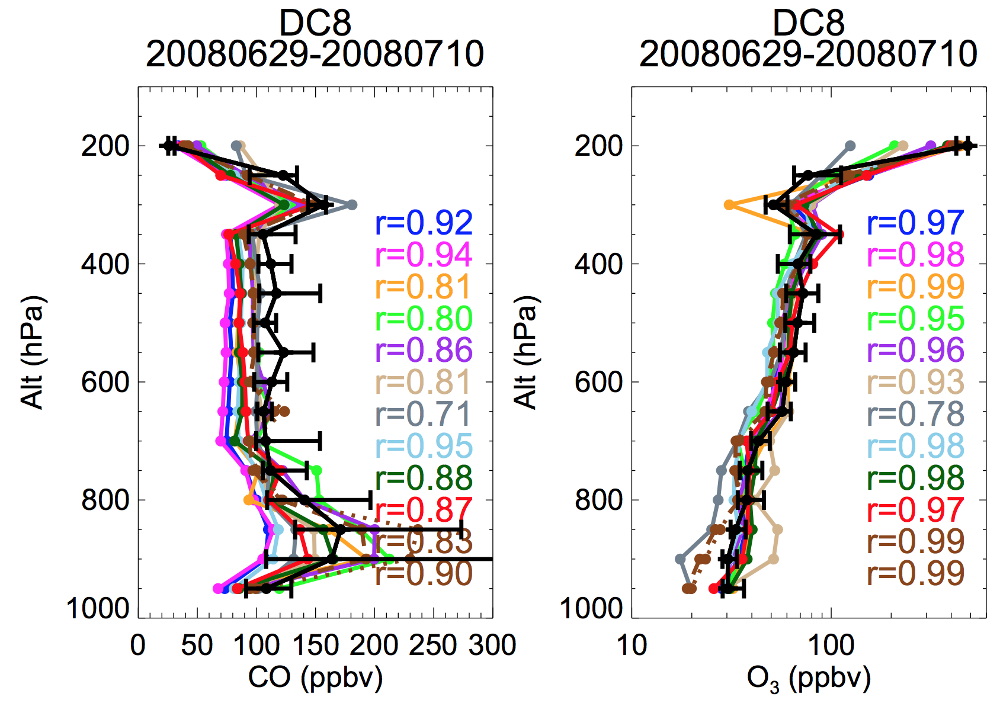 DC8
20080629-20080710
200
400
600
800
1000
Alt (hPa)
0 50 100 150 200 250 300
CO (ppbv)
r=0.92
r=0.94
r=0.81
r=0.80
r=0.86
r=0.81
r=0.71
r=0.95
r=0.88
r=0.87
r=0.83
r=0.90
DC8
20080629-20080710
200
400
600
800
1000
Alt (hPa)
10 100
O₃ (ppbv)
r=0.97
r=0.98
r=0.99
r=0.95
r=0.96
r=0.93
r=0.78
r=0.98
r=0.98
r=0.97
r=0.99
r=0.99